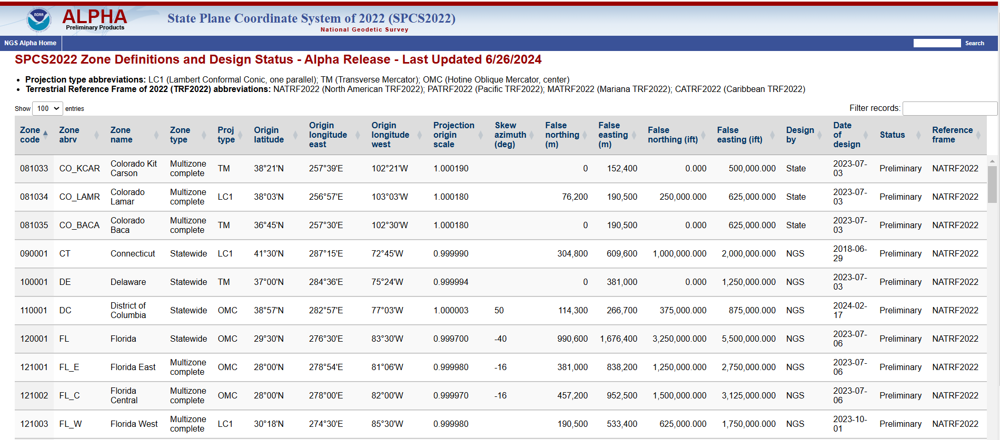 NOAA
ALPHA
Preliminary Products
State Plane Coordinate System of 2022 (SPCS2022)
National Geodetic Survey
NGS Alpha Home
Search
SPCS2022 Zone Definitions and Design Status - Alpha Release - Last Updated 6/26/2024
• Projection type abbreviations: LC1 (Lambert Conformal Conic, one parallel); TM (Transverse Mercator); OMC (Hotine Oblique Mercator, center)
• Terrestrial Reference Frame of 2022 (TRF2022) abbreviations: NATRF2022 (North American TRF2022); PATRF2022 (Pacific TRF2022); MATRF2022 (Mariana TRF2022); CATRF2022 (Caribbean TRF2022)
Show 100 entries
Filter records:
Zone code Zone abrv Zone name Zone type Proj type Origin latitude Origin longitude east Origin longitude west Projection origin scale Skew azimuth (deg) False northing (m) False easting (m) False northing (ift) False easting (ift) Design by Date of design Status Reference frame
081033 CO_KCAR Colorado Kit Carson Multizone complete TM 38°21'N 257°39'E 102°21'W 1.000190 0 152,400 0.000 500,000.000 State 2023-07-03 Preliminary NATRF2022
081034 CO_LAMR Colorado Lamar Multizone complete LC1 38°03'N 256°57'E 103°03'W 1.000180 76,200 190,500 250,000.000 625,000.000 State 2023-07-03 Preliminary NATRF2022
081035 CO_BACA Colorado Baca Multizone complete TM 36°45'N 257°30'E 102°30'W 1.000180 0 190,500 0.000 625,000.000 State 2023-07-03 Preliminary NATRF2022
090001 CT Connecticut Statewide LC1 41°30'N 287°15'E 72°45'W 0.999990 304,800 609,600 1,000,000.000 2,000,000.000 NGS 2018-06-29 Preliminary NATRF2022
100001 DE Delaware Statewide TM 37°00'N 284°36'E 75°24'W 0.999994 0 381,000 0.000 1,250,000.000 NGS 2023-07-03 Preliminary NATRF2022
110001 DC District of Columbia Statewide OMC 38°57'N 282°57'E 77°03'W 1.000003 50 114,300 266,700 375,000.000 875,000.000 NGS 2024-02-17 Preliminary NATRF2022
120001 FL Florida Statewide OMC 29°30'N 276°30'E 83°30'W 0.999700 -40 990,600 1,676,400 3,250,000.000 5,500,000.000 NGS 2023-07-06 Preliminary NATRF2022
121001 FL_E Florida East Multizone complete OMC 28°00'N 278°54'E 81°06'W 0.999980 -16 381,000 838,200 1,250,000.000 2,750,000.000 NGS 2023-07-06 Preliminary NATRF2022
121002 FL_C Florida Central Multizone complete OMC 28°00'N 278°00'E 82°00'W 0.999970 -16 457,200 952,500 1,500,000.000 3,125,000.000 NGS 2023-07-06 Preliminary NATRF2022
121003 FL_W Florida West Multizone complete LC1 30°18'N 274°30'E 85°30'W 0.999980 190,500 533,400 625,000.000 1,750,000.000 NGS 2023-10-01 Preliminary NATRF2022